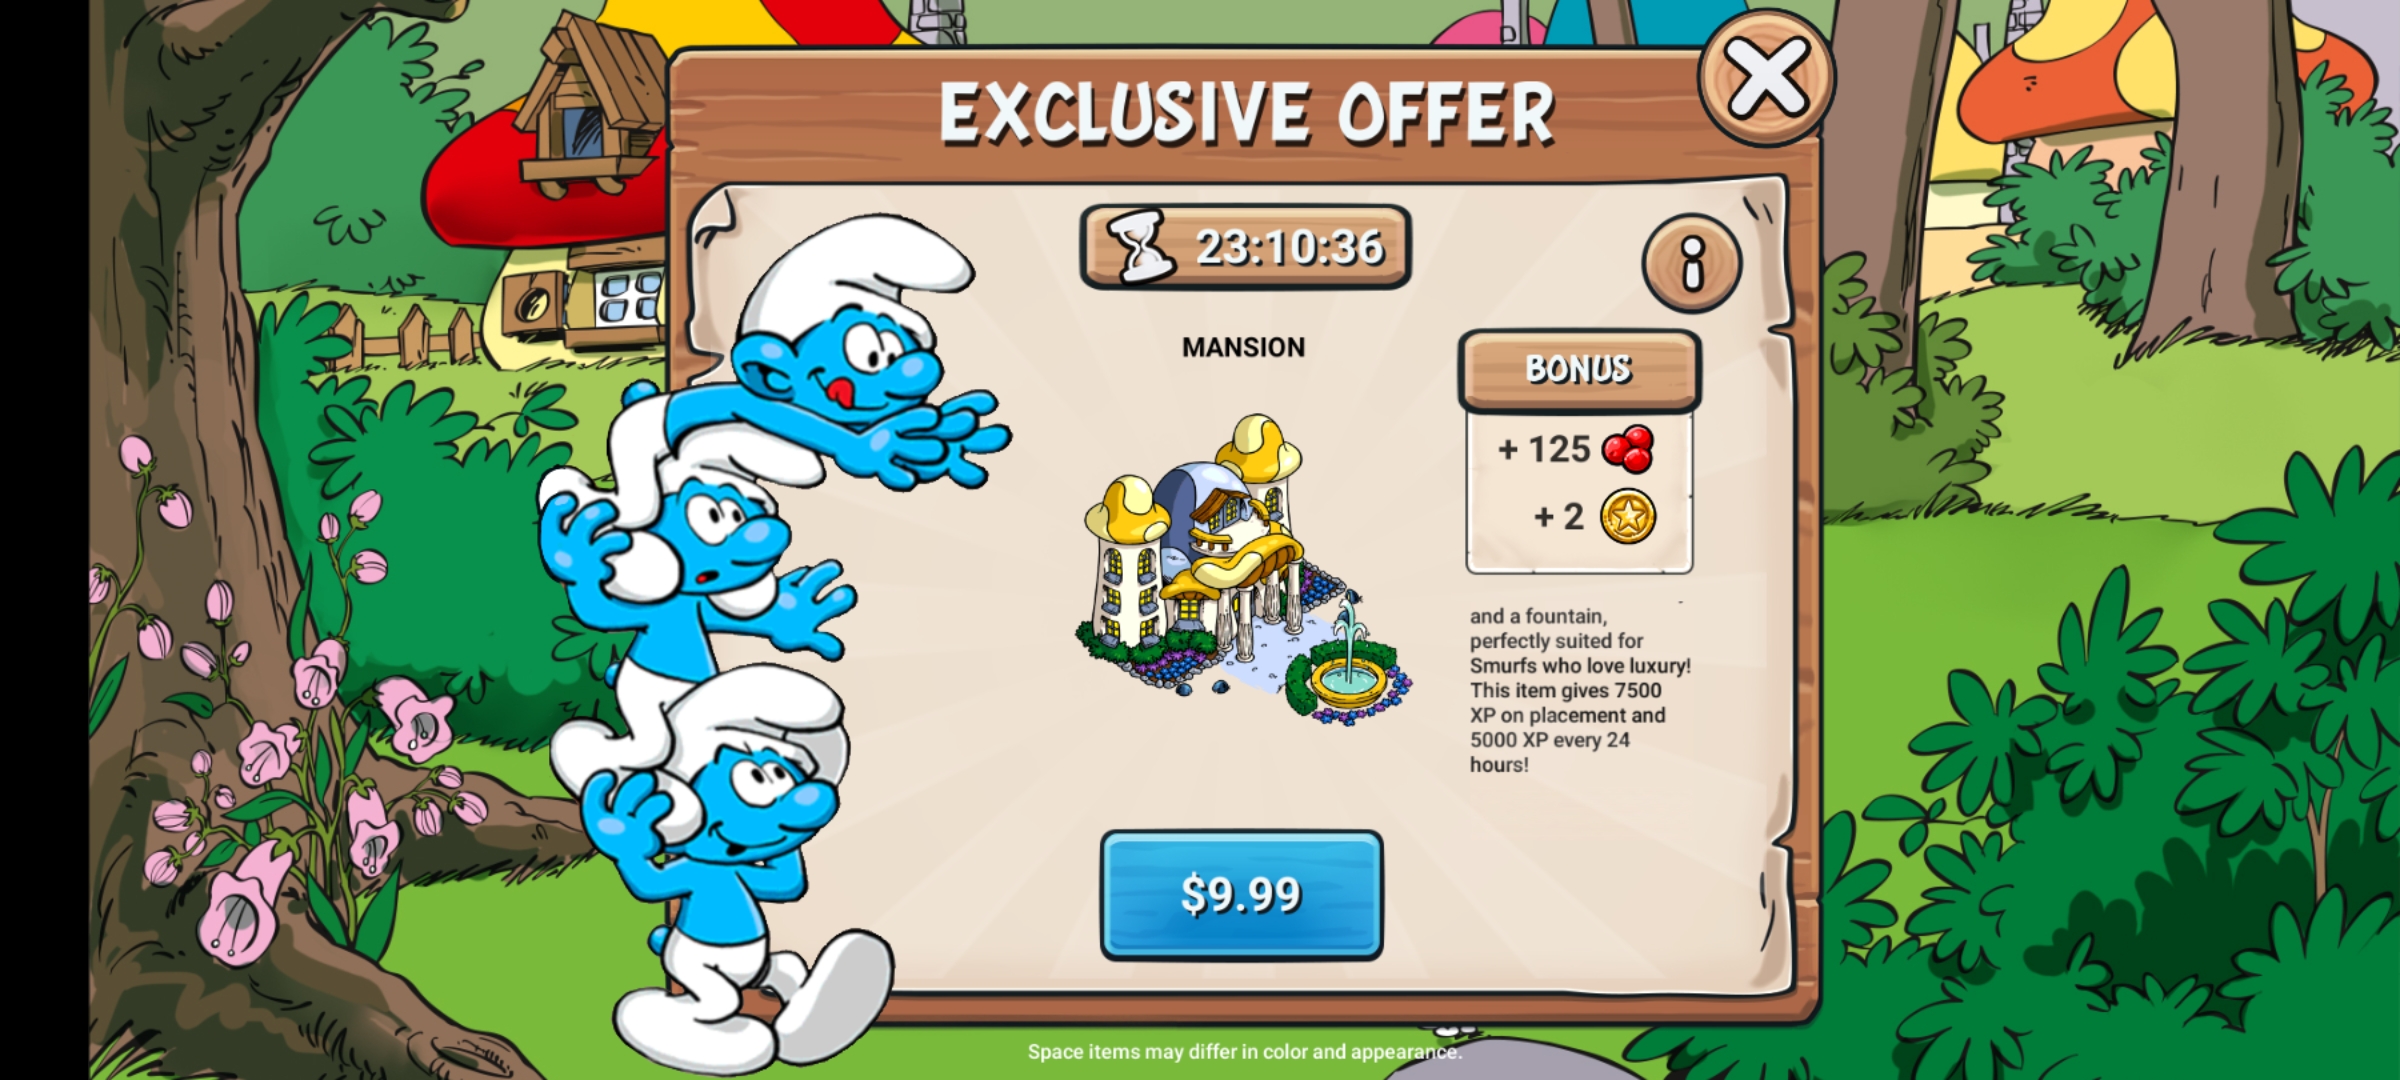 EXCLUSIVE OFFER
23:10:36
MANSION
BONUS
+ 125
+ 2
and a fountain,
perfectly suited for
Smurfs who love luxury!
This item gives 7500
XP on placement and
5000 XP every 24
hours!
$9.99
Space items may differ in color and appearance.